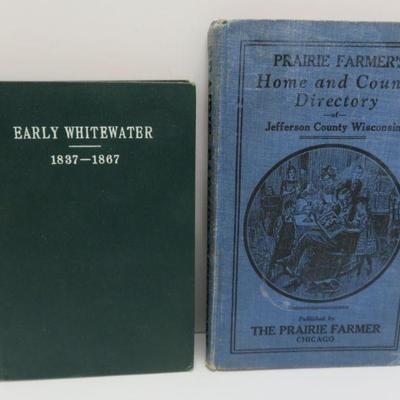 EARLY WHITEWATER
1837—1867
PRAIRIE FARMER'S
Home and Coun
Directory
of
Jefferson County Wisconsin
Published by
THE PRAIRIE FARMER
CHICAGO